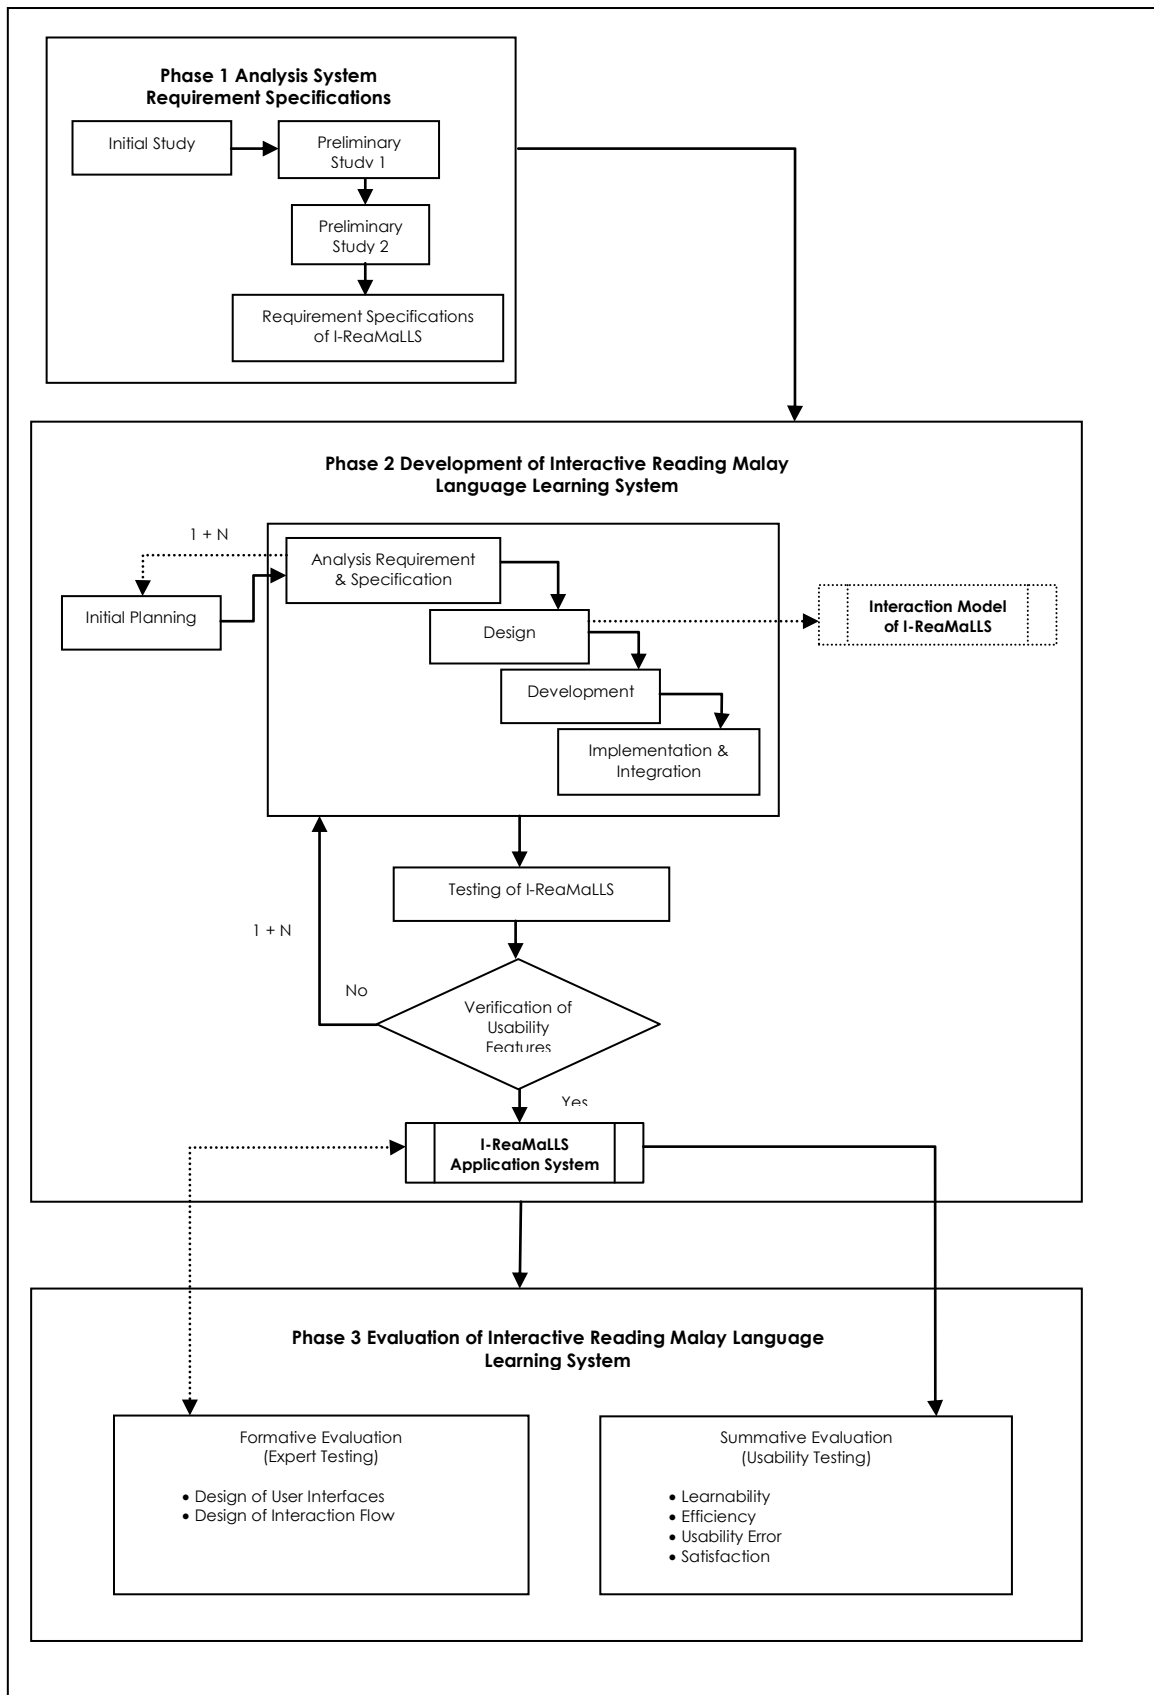 Phase 1 Analysis System
Requirement Specifications
Initial Study
Preliminary
Study 1
Preliminary
Study 2
Requirement Specifications
of I-ReaMaLLS
Phase 2 Development of Interactive Reading Malay
Language Learning System
1 + N
Analysis Requirement
& Specification
Initial Planning
Interaction Model
of I-ReaMaLLS
Design
Development
Implementation &
Integration
Testing of I-ReaMaLLS
1 + N
No
Verification of
Usability
Features
Yes
I-ReaMaLLS
Application System
Phase 3 Evaluation of Interactive Reading Malay Language
Learning System
Formative Evaluation
(Expert Testing)
• Design of User Interfaces
• Design of Interaction Flow
Summative Evaluation
(Usability Testing)
• Learnability
• Efficiency
• Usability Error
• Satisfaction